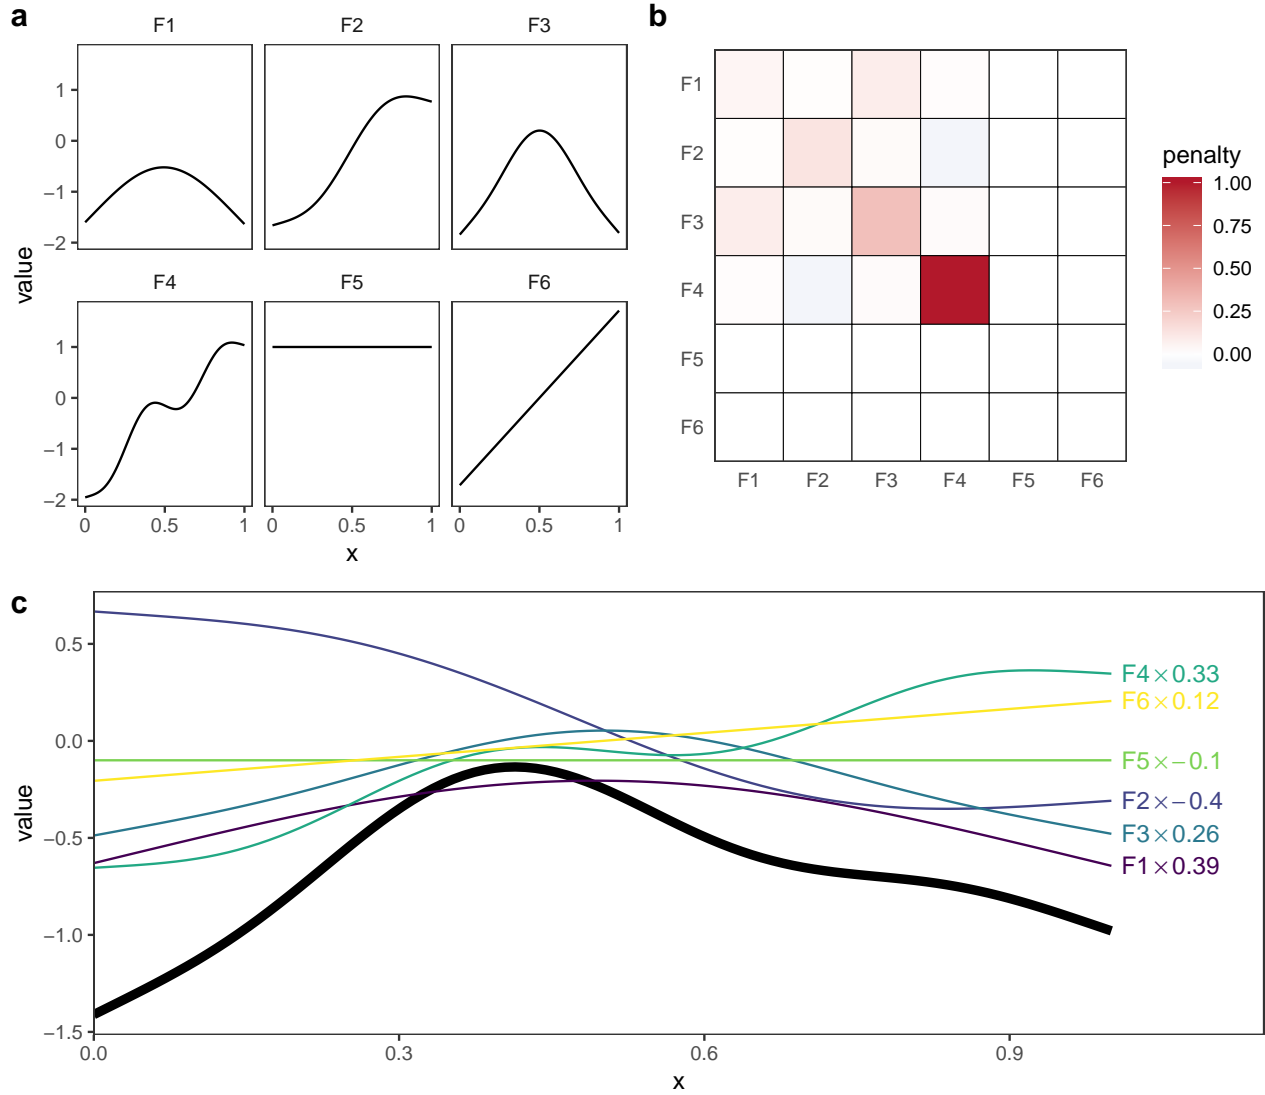 a
F1 F2 F3
1
0
−1
−2
value
F4 F5 F6
1
0
−1
−2
0 0.5 1 0 0.5 1 0 0.5 1
x
b
F1
F2
F3
F4
F5
F6
F1 F2 F3 F4 F5 F6
penalty
1.00
0.75
0.50
0.25
0.00
c
value
0.5
0.0
−0.5
−1.0
−1.5
F4×0.33
F6×0.12
F5×−0.1
F2×−0.4
F3×0.26
F1×0.39
0.0 0.3 0.6 0.9
x